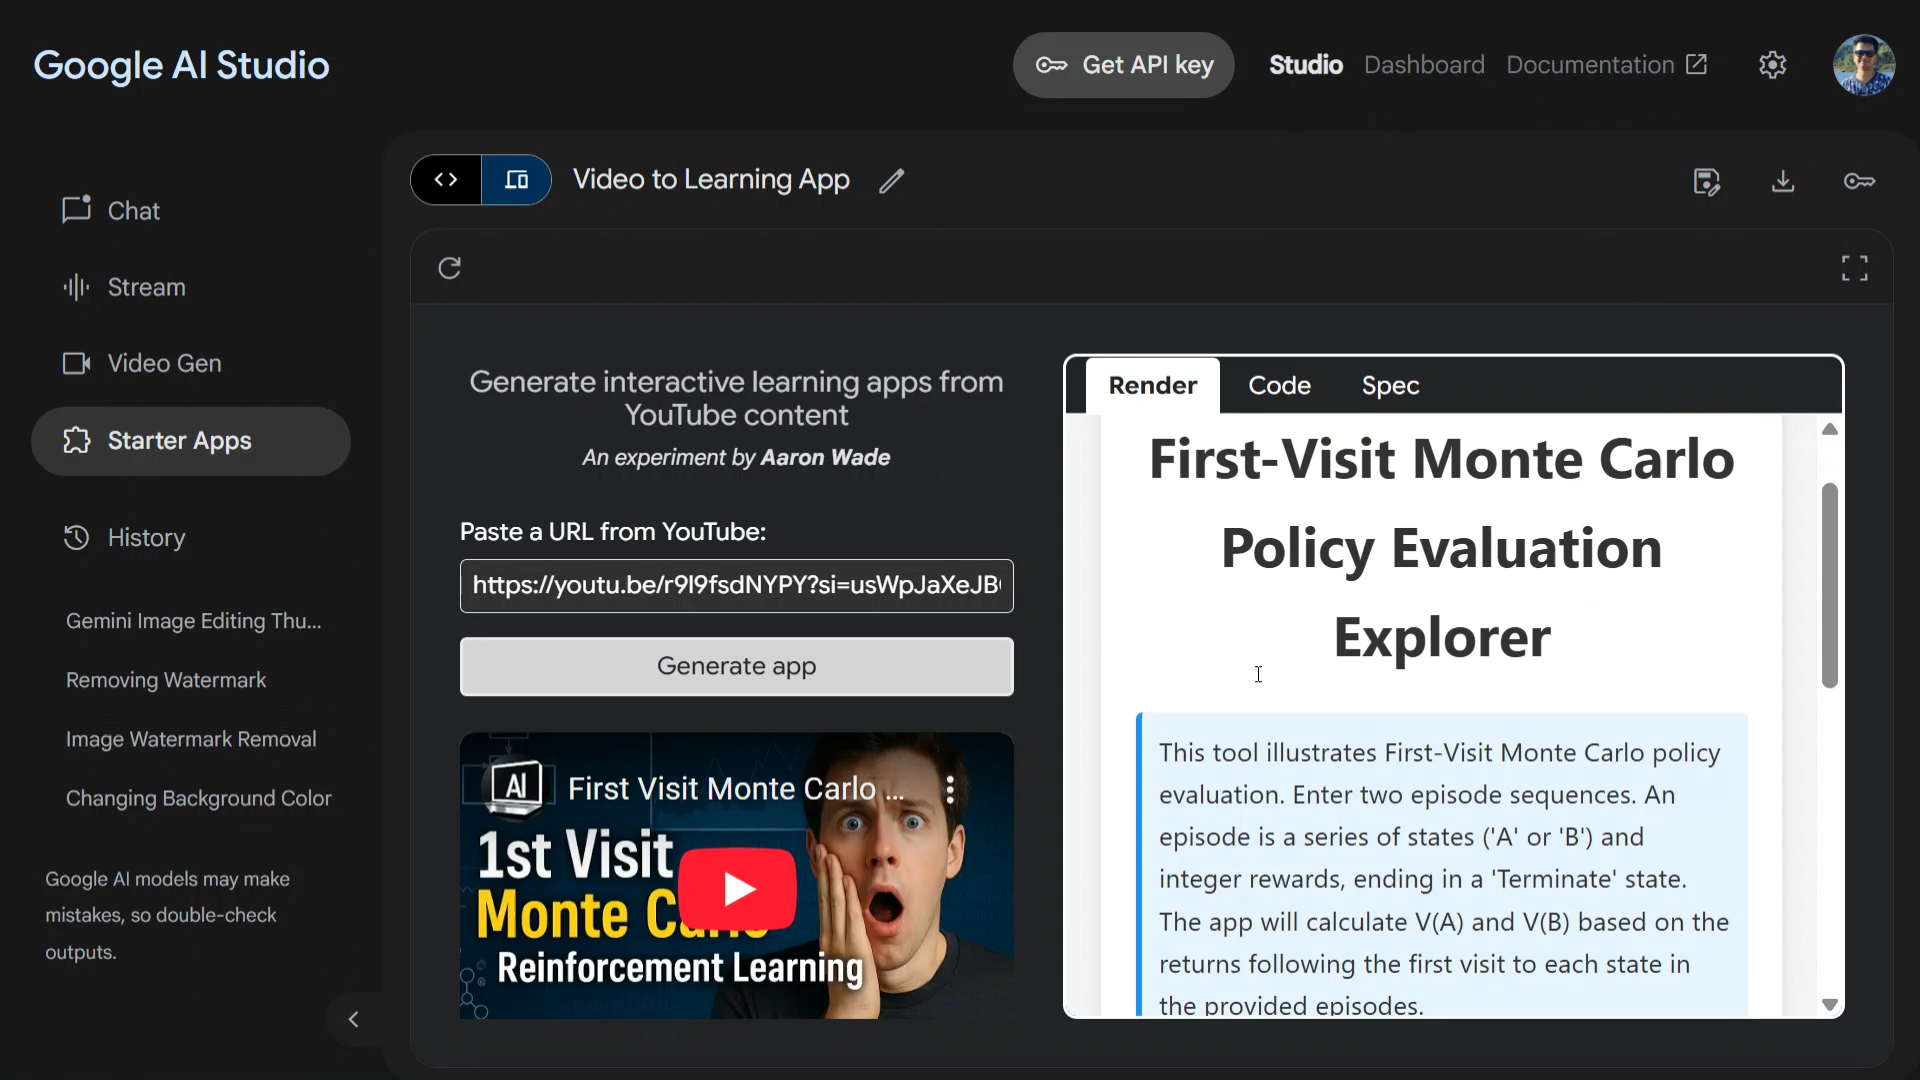 Google AI Studio
Get API key
Studio
Dashboard
Documentation
Chat
Stream
Video Gen
Starter Apps
History
Gemini Image Editing Thu...
Removing Watermark
Image Watermark Removal
Changing Background Color
Google AI models may make
mistakes, so double-check
outputs.
Video to Learning App
Generate interactive learning apps from
YouTube content
An experiment by Aaron Wade
Paste a URL from YouTube:
https://youtu.be/r9l9fsdNYPY?si=usWpJaXeJB
Generate app
AI
First Visit Monte Carlo ...
1st Visit
Monte Carlo
Reinforcement Learning
Render
Code
Spec
First-Visit Monte Carlo
Policy Evaluation
Explorer
This tool illustrates First-Visit Monte Carlo policy
evaluation. Enter two episode sequences. An
episode is a series of states ('A' or 'B') and
integer rewards, ending in a 'Terminate' state.
The app will calculate V(A) and V(B) based on the
returns following the first visit to each state in
the provided episodes.